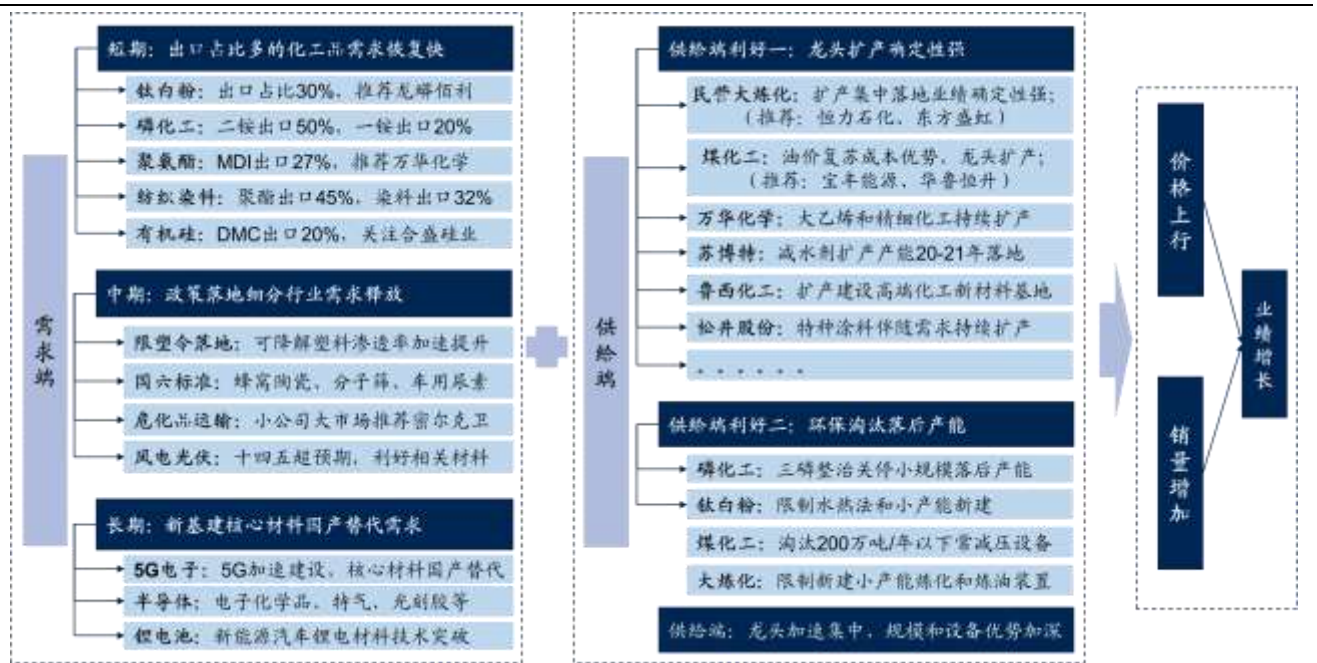 需求端
短期：出口占比多的化工品需求恢复快
钛白粉：出口占比30%，推荐龙蟒佰利
磷化工：二铵出口50%，一铵出口20%
聚氨酯：MDI出口27%，推荐万华化学
纺织染料：聚酯出口45%，染料出口32%
有机硅：DMC出口20%，关注合盛硅业
中期：政策落地细分行业需求释放
限塑令落地：可降解塑料渗透率加速提升
国六标准：蜂窝陶瓷、分子筛、车用尿素
危化品运输：小公司大市场推荐密尔克卫
风电光伏：十四五超预期，利好相关材料
长期：新基建核心材料国产替代需求
5G电子：5G加速建设，核心材料国产替代
半导体：电子化学品、特气、光刻胶等
锂电池：新能源汽车锂电材料技术突破
供给端
供给端利好一：龙头扩产确定性强
民营大炼化：扩产集中落地业绩确定性强；
（推荐：恒力石化、东方盛虹）
煤化工：油价复苏成本优势，龙头扩产；
（推荐：宝丰能源、华鲁恒升）
万华化学：大乙烯和精细化工持续扩产
苏博特：减水剂扩产产能20-21年落地
鲁西化工：扩产建设高端化工新材料基地
松井股份：特种涂料伴随需求持续扩产
。。。。。。
供给端利好二：环保淘汰落后产能
磷化工：三磷整治关停小规模落后产能
钛白粉：限制水热法和小产能新建
煤化工：淘汰200万吨/年以下常减压设备
大炼化：限制新建小产能炼化和炼油装置
供给端：龙头加速集中，规模和设备优势加深
价格上行
销量增加
业绩增长